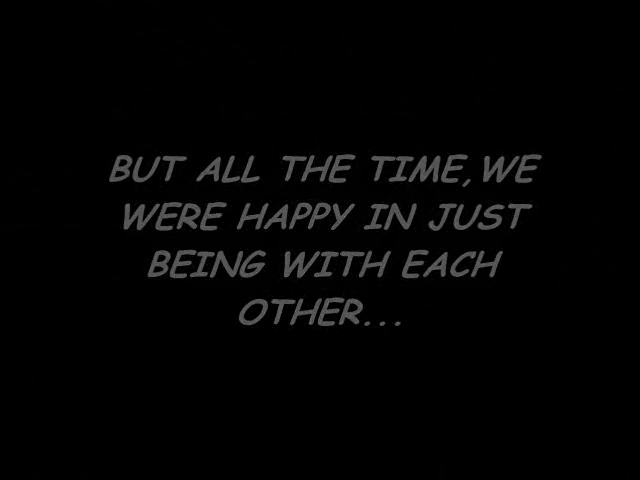 BUT ALL THE TIME,WE
WERE HAPPY IN JUST
BEING WITH EACH
OTHER...